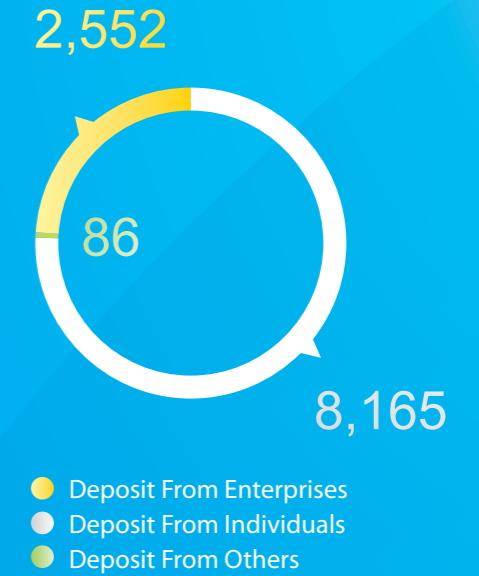 2,552
86
8,165
Deposit From Enterprises
Deposit From Individuals
Deposit From Others